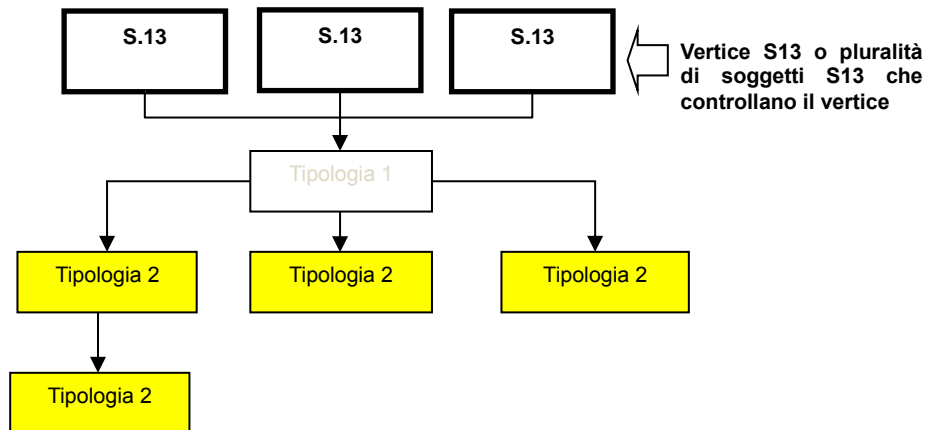 S.13
S.13
S.13
Vertice S13 o pluralità
di soggetti S13 che
controllano il vertice
Tipologia 1
Tipologia 2
Tipologia 2
Tipologia 2
Tipologia 2